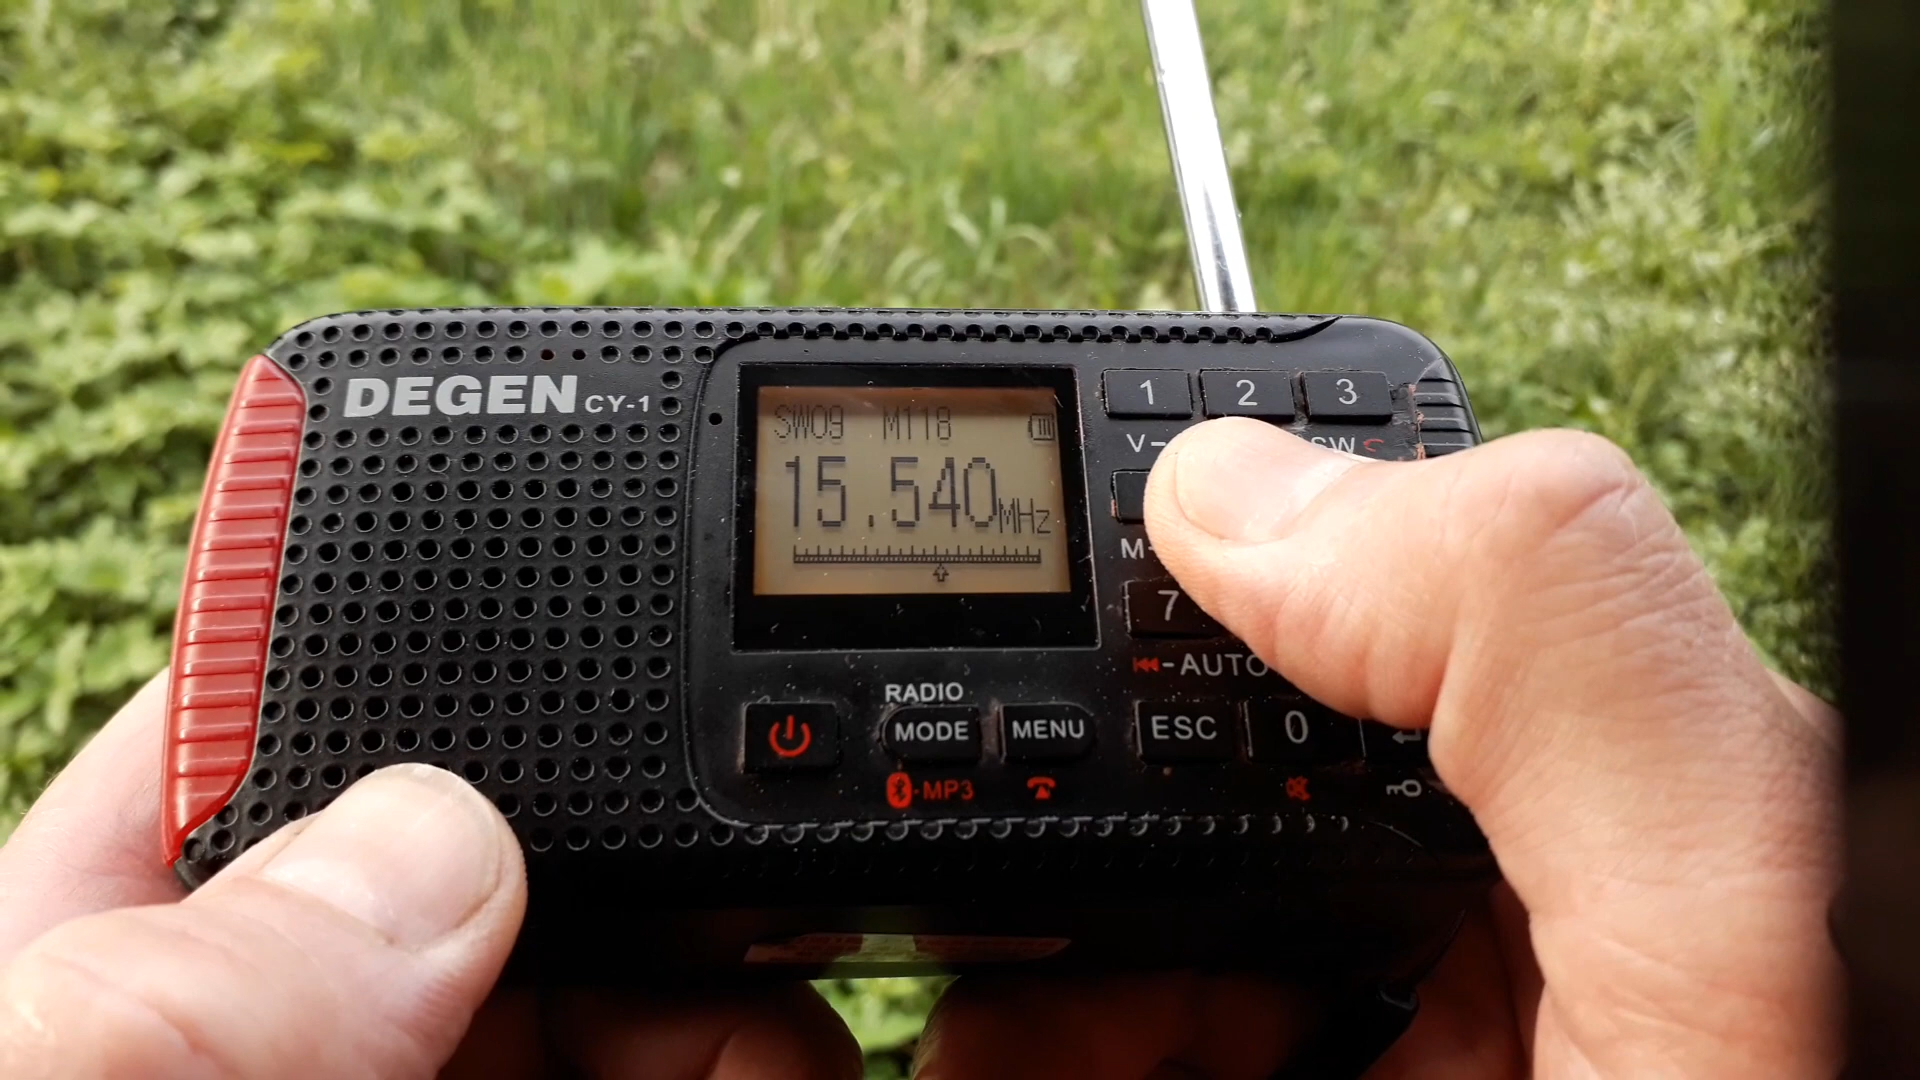 DEGEN CY-1
SW09 M118
15.540MHz
1 2 3
V- SW
M-
7
-AUTO
RADIO
MODE MENU ESC 0
-MP3